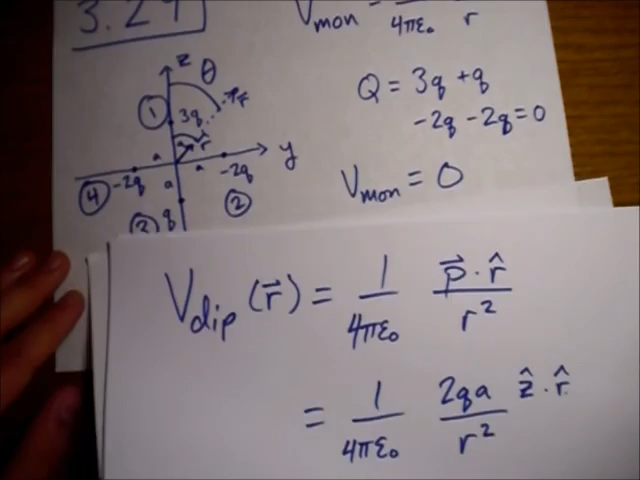 3.29
V_mon = 1/4πε₀ Q/r
z
θ
①
3q
r⃗
r̂
a
a
a
a
y
④
-2q
-2q
②
③
q
Q = 3q + q
-2q -2q = 0
V_mon = 0
V_dip (r⃗) = 1/4πε₀ p⃗ · r̂/r²
= 1/4πε₀ 2qa/r² ẑ · r̂